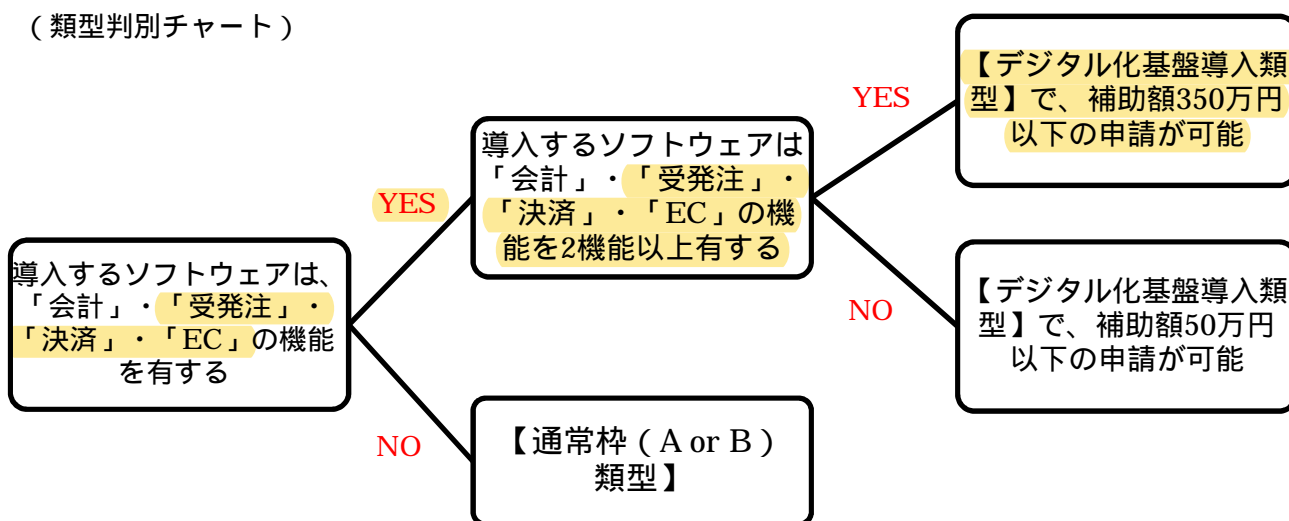 （類型判別チャート）
導入するソフトウェアは、
「会計」・「受発注」・
「決済」・「EC」の機能
を有する
YES
NO
導入するソフトウェアは
「会計」・「受発注」・
「決済」・「EC」の機
能を2機能以上有する
【通常枠（A or B）
類型】
YES
NO
【デジタル化基盤導入類
型】で、補助額350万円
以下の申請が可能
【デジタル化基盤導入類
型】で、補助額50万円
以下の申請が可能